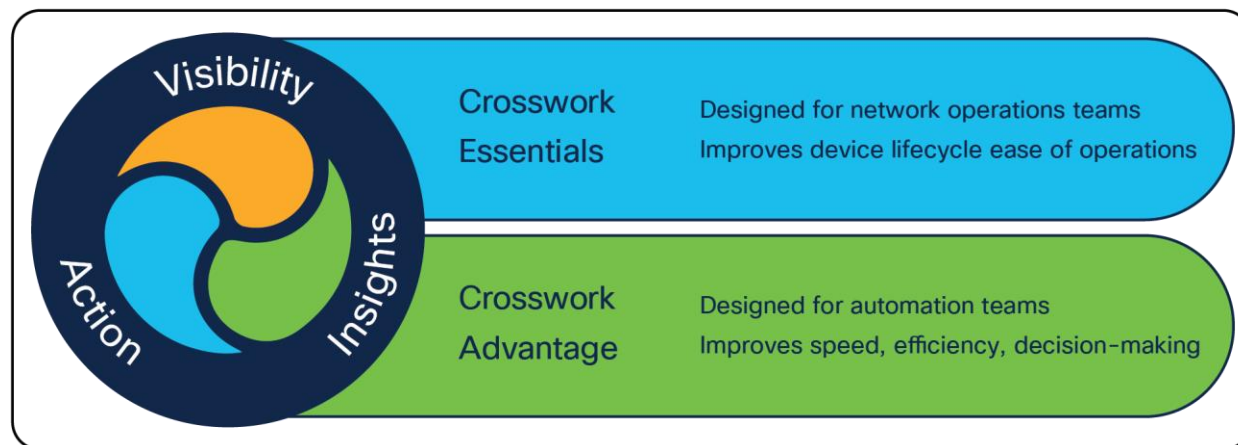 Visibility
Insights
Action
Crosswork
Essentials
Designed for network operations teams
Improves device lifecycle ease of operations
Crosswork
Advantage
Designed for automation teams
Improves speed, efficiency, decision-making